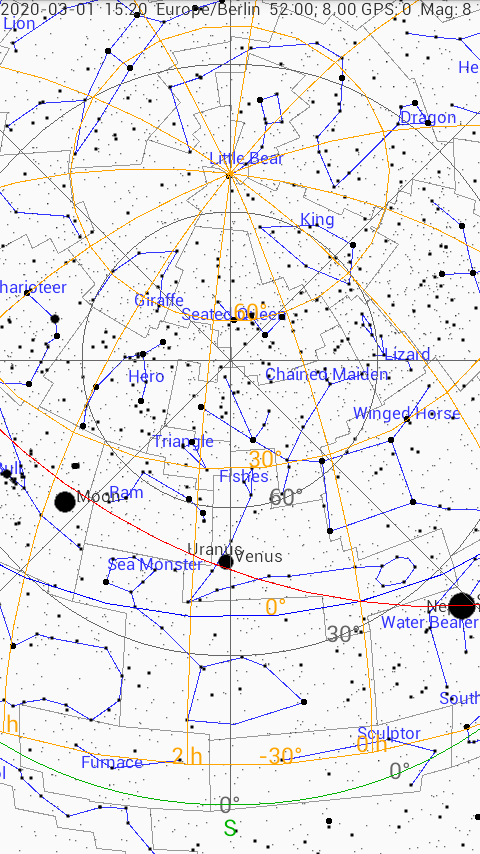 2020-03-01 15:20 Europe/Berlin 52.00; 8.00 GPS: 0 Mag: 8
Lion
He
Dragon
Little Bear
King
harioteer
Giraffe
Seated Queen
60°
Lizard
Chained Maiden
Hero
Winged Horse
Triangle
30°
Fishes
60°
Moon
Ram
Uranus
Venus
Sea Monster
0°
Water Bearer
30°
South
h
2 h
-30°
0 h
Sculptor
Furnace
0°
0°
S